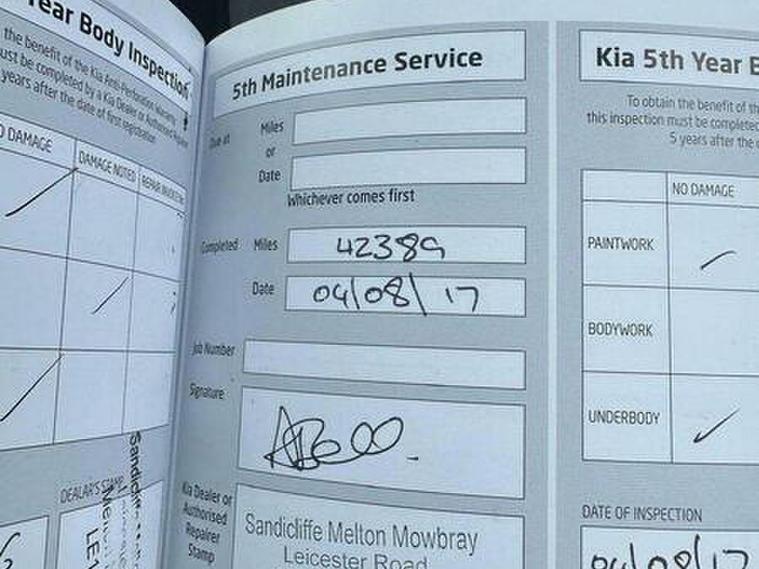 Year Body Inspection
the benefit of the Kia Anti-Perforation Warranty
must be completed by a Kia Dealer or Authorised Repairer
years after the date of first registration
DAMAGE
DAMAGE NOTED
DEALAR'S STAMP
5th Maintenance Service
Due at
Miles
or
Date
Whichever comes first
Completed
Miles
42389
Date
04/08/17
Job Number
Signature
Kia Dealer or
Authorised
Repairer
Stamp
Sandicliffe Melton Mowbray
Leicester Road
Kia 5th Year
To obtain the benefit of
this inspection must be completed
5 years after the
NO DAMAGE
PAINTWORK
BODYWORK
UNDERBODY
DATE OF INSPECTION
04/08/17